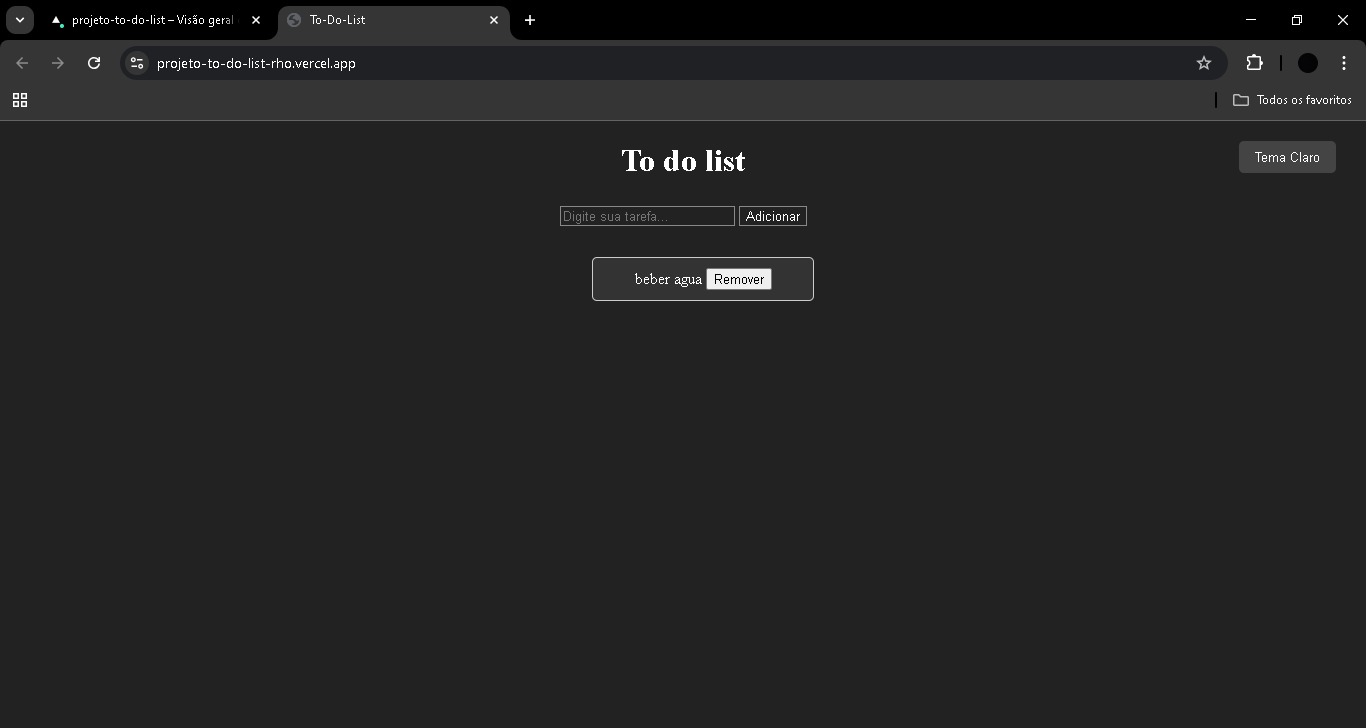 projeto-to-do-list – Visão geral
To-Do-List
projeto-to-do-list-rho.vercel.app
Todos os favoritos
To do list
Tema Claro
Digite sua tarefa...
Adicionar
beber agua
Remover